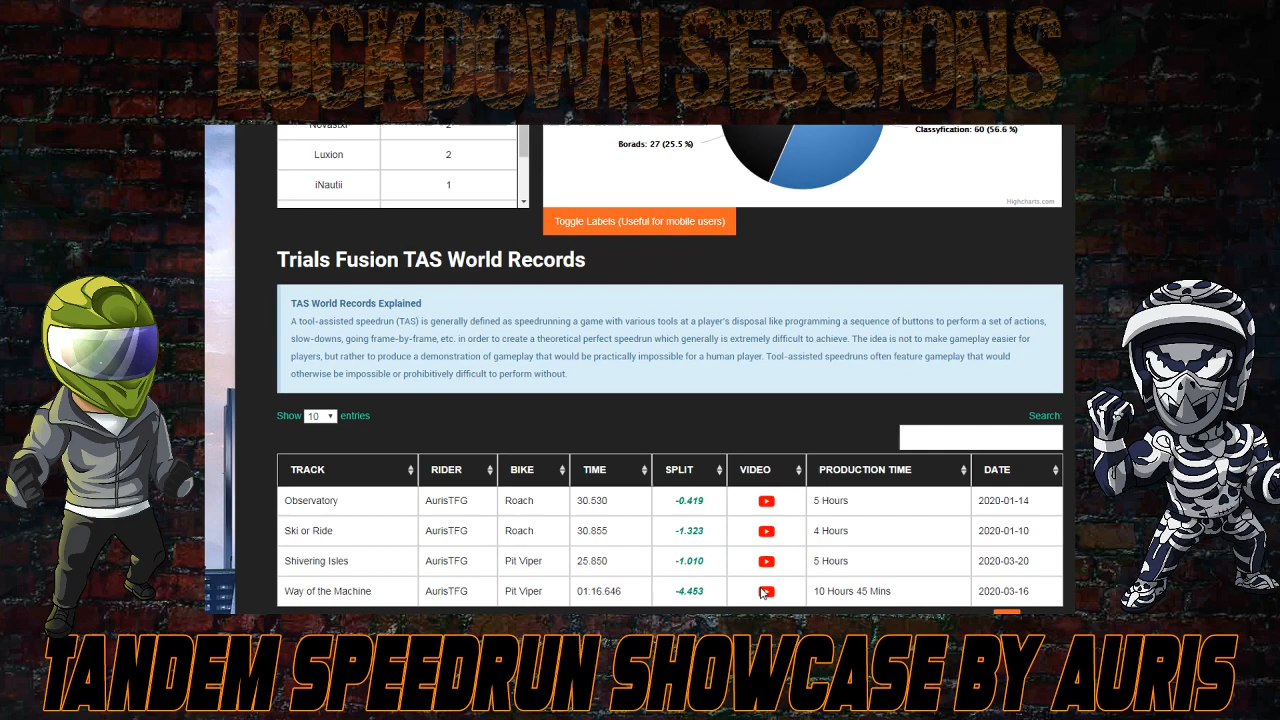 LOCKDOWN SESSIONS
Novastxl 2
Luxion 2
iNautii 1
Borads: 27 (25.5 %)
Classyfication: 60 (56.6 %)
Highcharts.com
Toggle Labels (Useful for mobile users)
Trials Fusion TAS World Records
TAS World Records Explained
A tool-assisted speedrun (TAS) is generally defined as speedrunning a game with various tools at a player's disposal like programming a sequence of buttons to perform a set of actions,
slow-downs, going frame-by-frame, etc. in order to create a theoretical perfect speedrun which generally is extremely difficult to achieve. The idea is not to make gameplay easier for
players, but rather to produce a demonstration of gameplay that would be practically impossible for a human player. Tool-assisted speedruns often feature gameplay that would
otherwise be impossible or prohibitively difficult to perform without.
Show 10 entries
Search:
TRACK RIDER BIKE TIME SPLIT VIDEO PRODUCTION TIME DATE
Observatory AurisTFG Roach 30.530 -0.419 5 Hours 2020-01-14
Ski or Ride AurisTFG Roach 30.855 -1.323 4 Hours 2020-01-10
Shivering Isles AurisTFG Pit Viper 25.850 -1.010 5 Hours 2020-03-20
Way of the Machine AurisTFG Pit Viper 01:16.646 -4.453 10 Hours 45 Mins 2020-03-16
TANDEM SPEEDRUN SHOWCASE BY AURIS